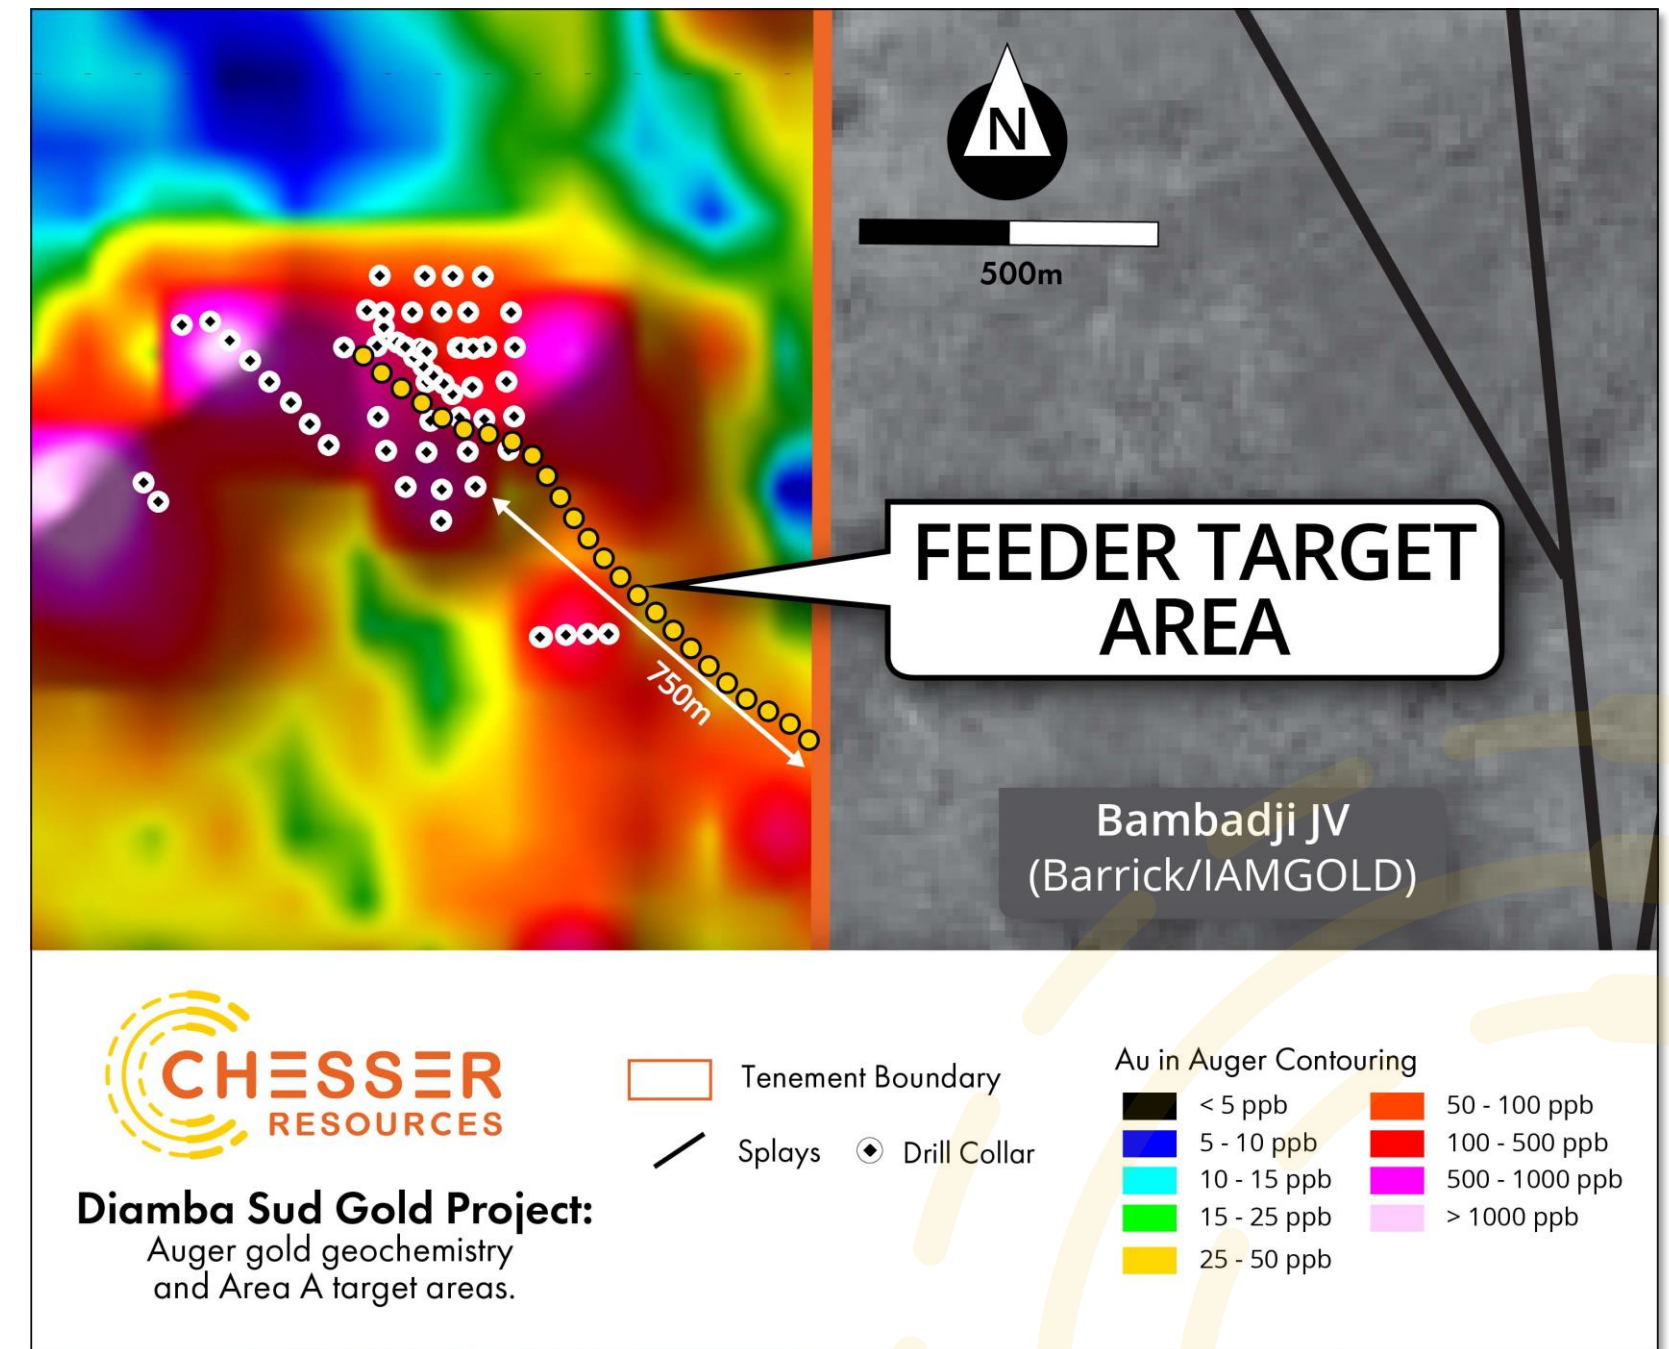 N
500m
FEEDER TARGET
AREA
750m
Bambadji JV
(Barrick/IAMGOLD)
CHESSER
RESOURCES
Diamba Sud Gold Project:
Auger gold geochemistry
and Area A target areas.
Tenement Boundary
Splays
Drill Collar
Au in Auger Contouring
< 5 ppb
5 - 10 ppb
10 - 15 ppb
15 - 25 ppb
25 - 50 ppb
50 - 100 ppb
100 - 500 ppb
500 - 1000 ppb
> 1000 ppb